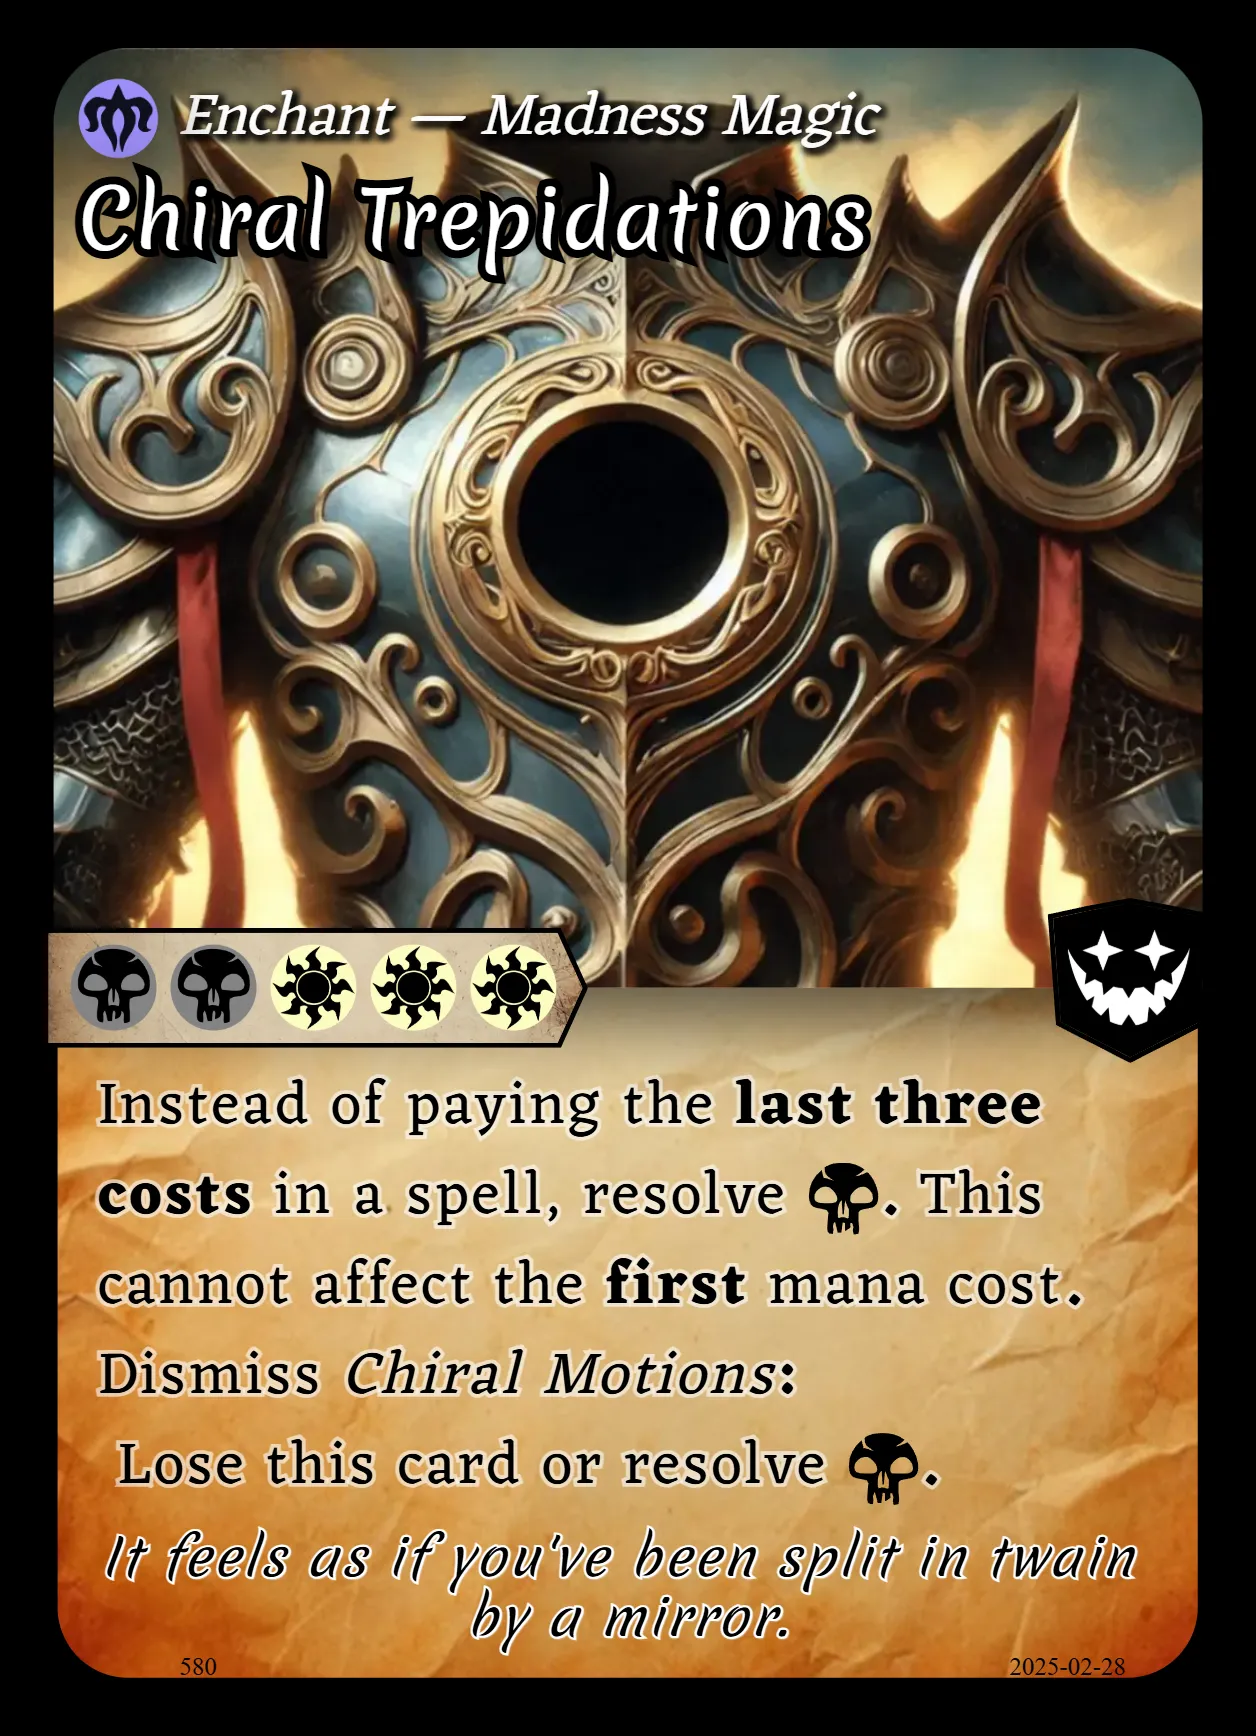 Enchant — Madness Magic
Chiral Trepidations
Instead of paying the last three
costs in a spell, resolve . This
cannot affect the first mana cost.
Dismiss Chiral Motions:
Lose this card or resolve .
It feels as if you've been split in twain
by a mirror.
580
2025-02-28